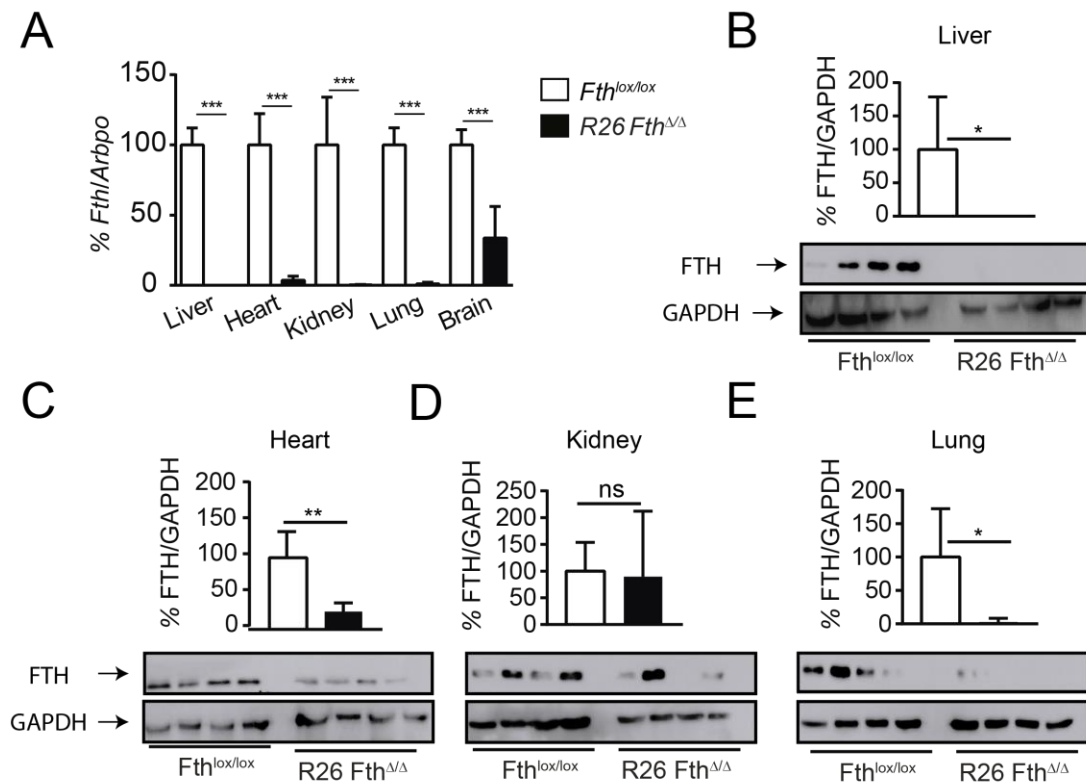 A
% Fth/Arbpo
150
100
50
0
*** *** *** *** ***
Liver Heart Kidney Lung Brain
Fth^lox/lox
R26 Fth^Δ/Δ
B
Liver
% FTH/GAPDH
200
150
100
50
0
*
FTH
GAPDH
Fth^lox/lox R26 Fth^Δ/Δ
C
Heart
% FTH/GAPDH
200
150
100
50
0
**
FTH
GAPDH
Fth^lox/lox R26 Fth^Δ/Δ
D
Kidney
% FTH/GAPDH
250
200
150
100
50
0
ns
Fth^lox/lox R26 Fth^Δ/Δ
E
Lung
% FTH/GAPDH
200
150
100
50
0
*
Fth^lox/lox R26 Fth^Δ/Δ